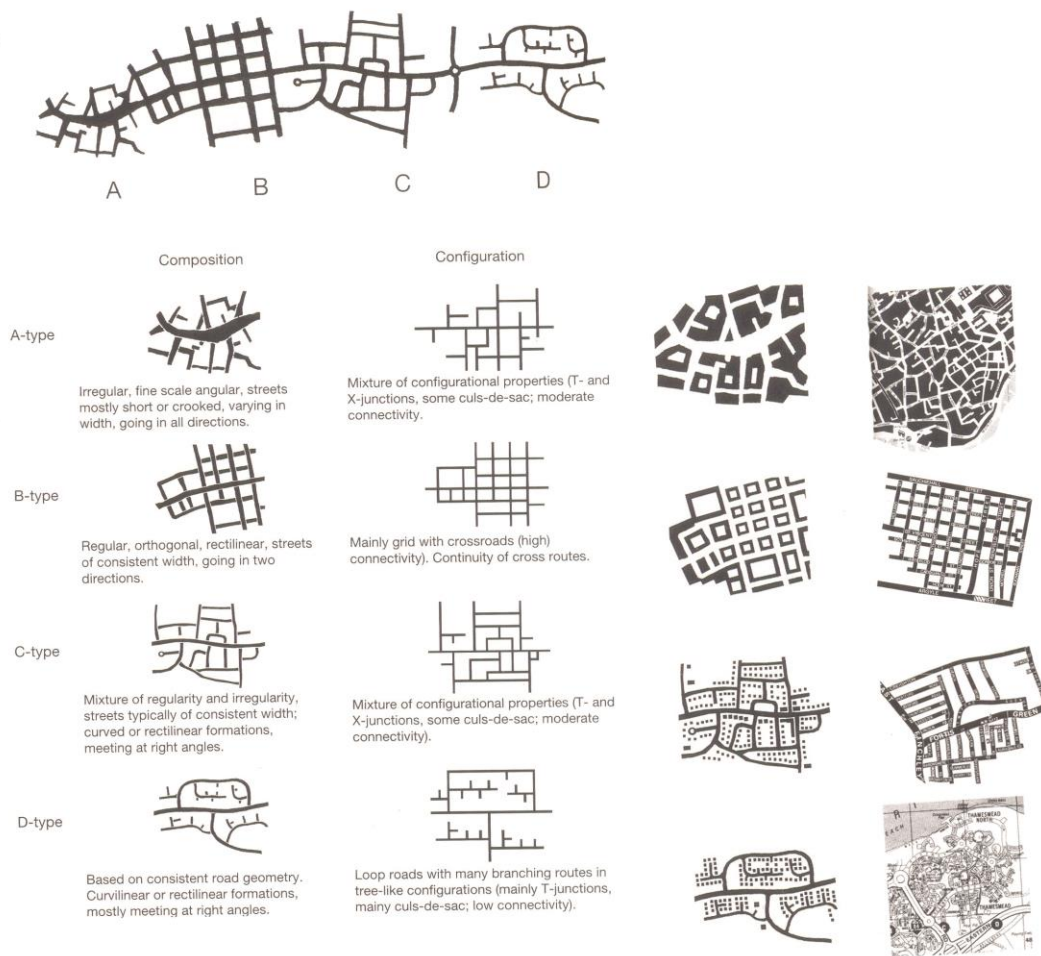 A
B
C
D
Composition
Configuration
A-type
Irregular, fine scale angular, streets
mostly short or crooked, varying in
width, going in all directions.
Mixture of configurational properties (T- and
X-junctions, some culs-de-sac; moderate
connectivity.
B-type
Regular, orthogonal, rectilinear, streets
of consistent width, going in two
directions.
Mainly grid with crossroads (high)
connectivity). Continuity of cross routes.
ARGYLE
STREET
C-type
Mixture of regularity and irregularity,
streets typically of consistent width;
curved or rectilinear formations,
meeting at right angles.
Mixture of configurational properties (T- and
X-junctions, some culs-de-sac; moderate
connectivity).
FORTIS
GREEN
D-type
Based on consistent road geometry.
Curvilinear or rectilinear formations,
mostly meeting at right angles.
Loop roads with many branching routes in
tree-like configurations (mainly T-junctions,
mainy culs-de-sac; low connectivity).
THAMESMEAD
NORTH
THAMESMEAD
EASTERN